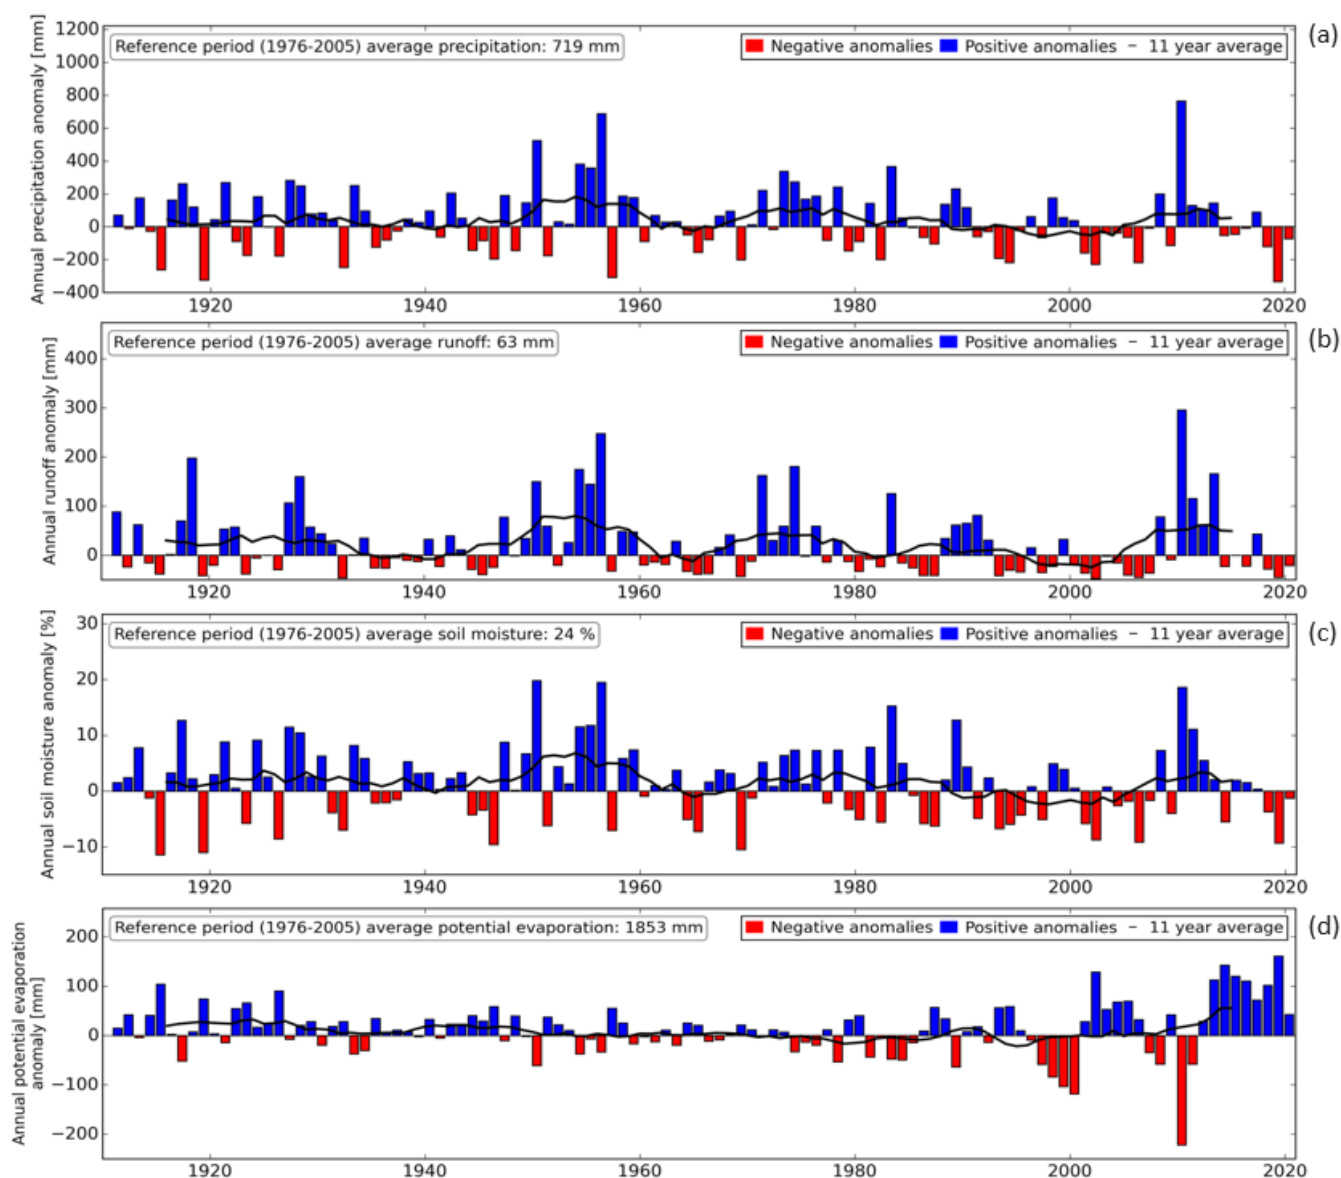 Annual precipitation anomaly [mm]
1200
1000
800
600
400
200
0
−200
−400
Reference period (1976-2005) average precipitation: 719 mm
Negative anomalies Positive anomalies – 11 year average
(a)
1920 1940 1960 1980 2000 2020
Annual runoff anomaly [mm]
400
300
200
100
0
Reference period (1976-2005) average runoff: 63 mm
Negative anomalies Positive anomalies – 11 year average
(b)
1920 1940 1960 1980 2000 2020
Annual soil moisture anomaly [%]
30
20
10
0
−10
Reference period (1976-2005) average soil moisture: 24 %
Negative anomalies Positive anomalies – 11 year average
(c)
1920 1940 1960 1980 2000 2020
Annual potential evaporation
anomaly [mm]
200
100
0
−100
−200
Reference period (1976-2005) average potential evaporation: 1853 mm
Negative anomalies Positive anomalies – 11 year average
(d)
1920 1940 1960 1980 2000 2020